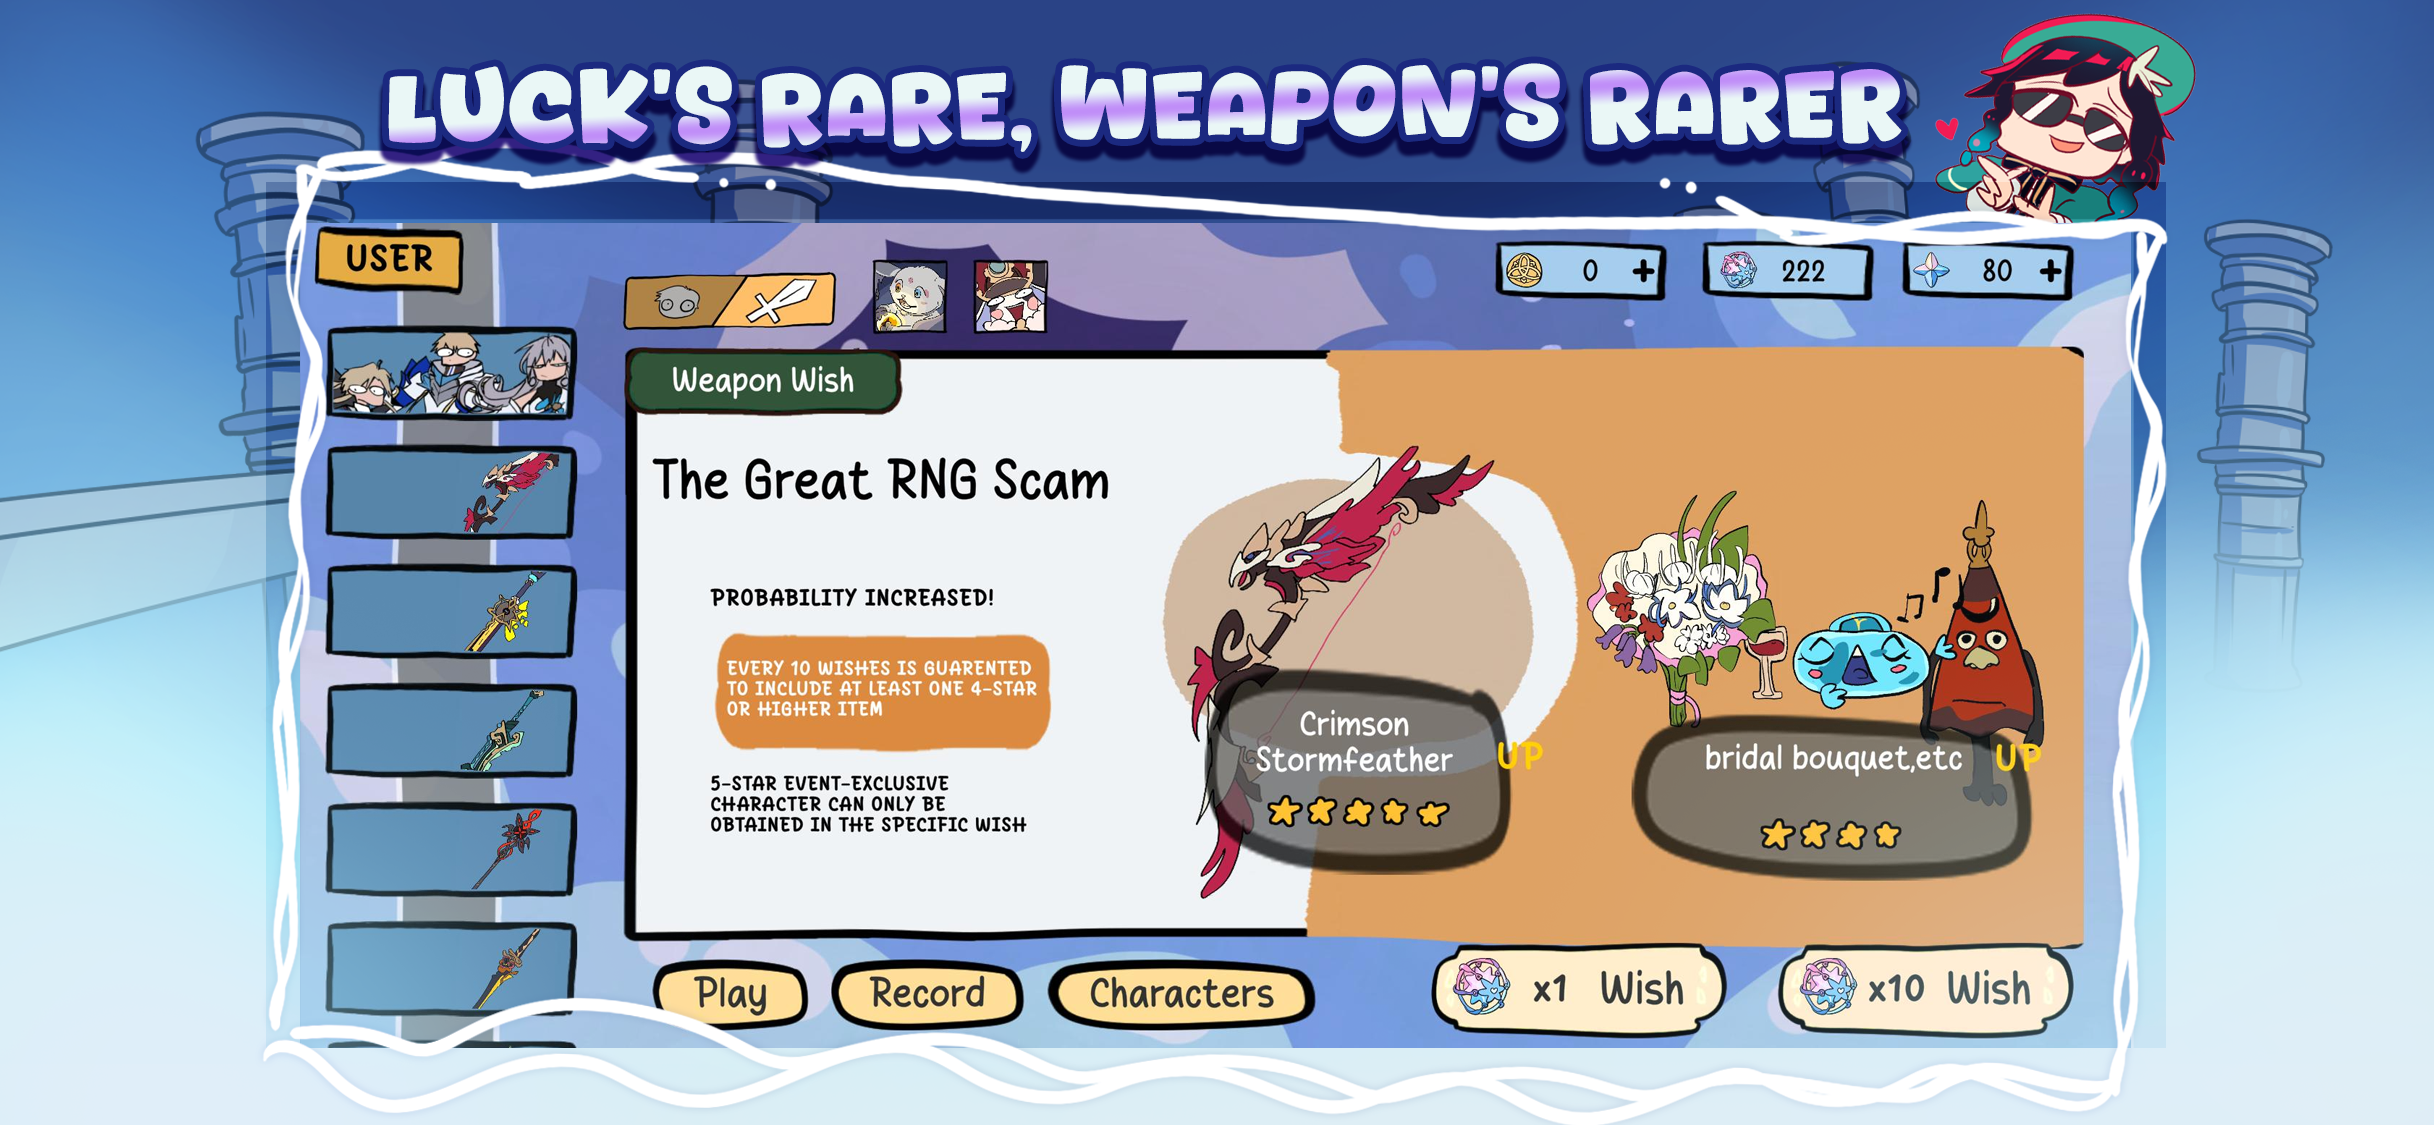 LUCK'S RARE, WEAPON'S RARER
USER
0 +
222
80 +
Weapon Wish
The Great RNG Scam
PROBABILITY INCREASED!
EVERY 10 WISHES IS GUARENTED
TO INCLUDE AT LEAST ONE 4-STAR
OR HIGHER ITEM
5-STAR EVENT-EXCLUSIVE
CHARACTER CAN ONLY BE
OBTAINED IN THE SPECIFIC WISH
Crimson
Stormfeather
UP
bridal bouquet,etc
UP
Play
Record
Characters
x1 Wish
x10 Wish